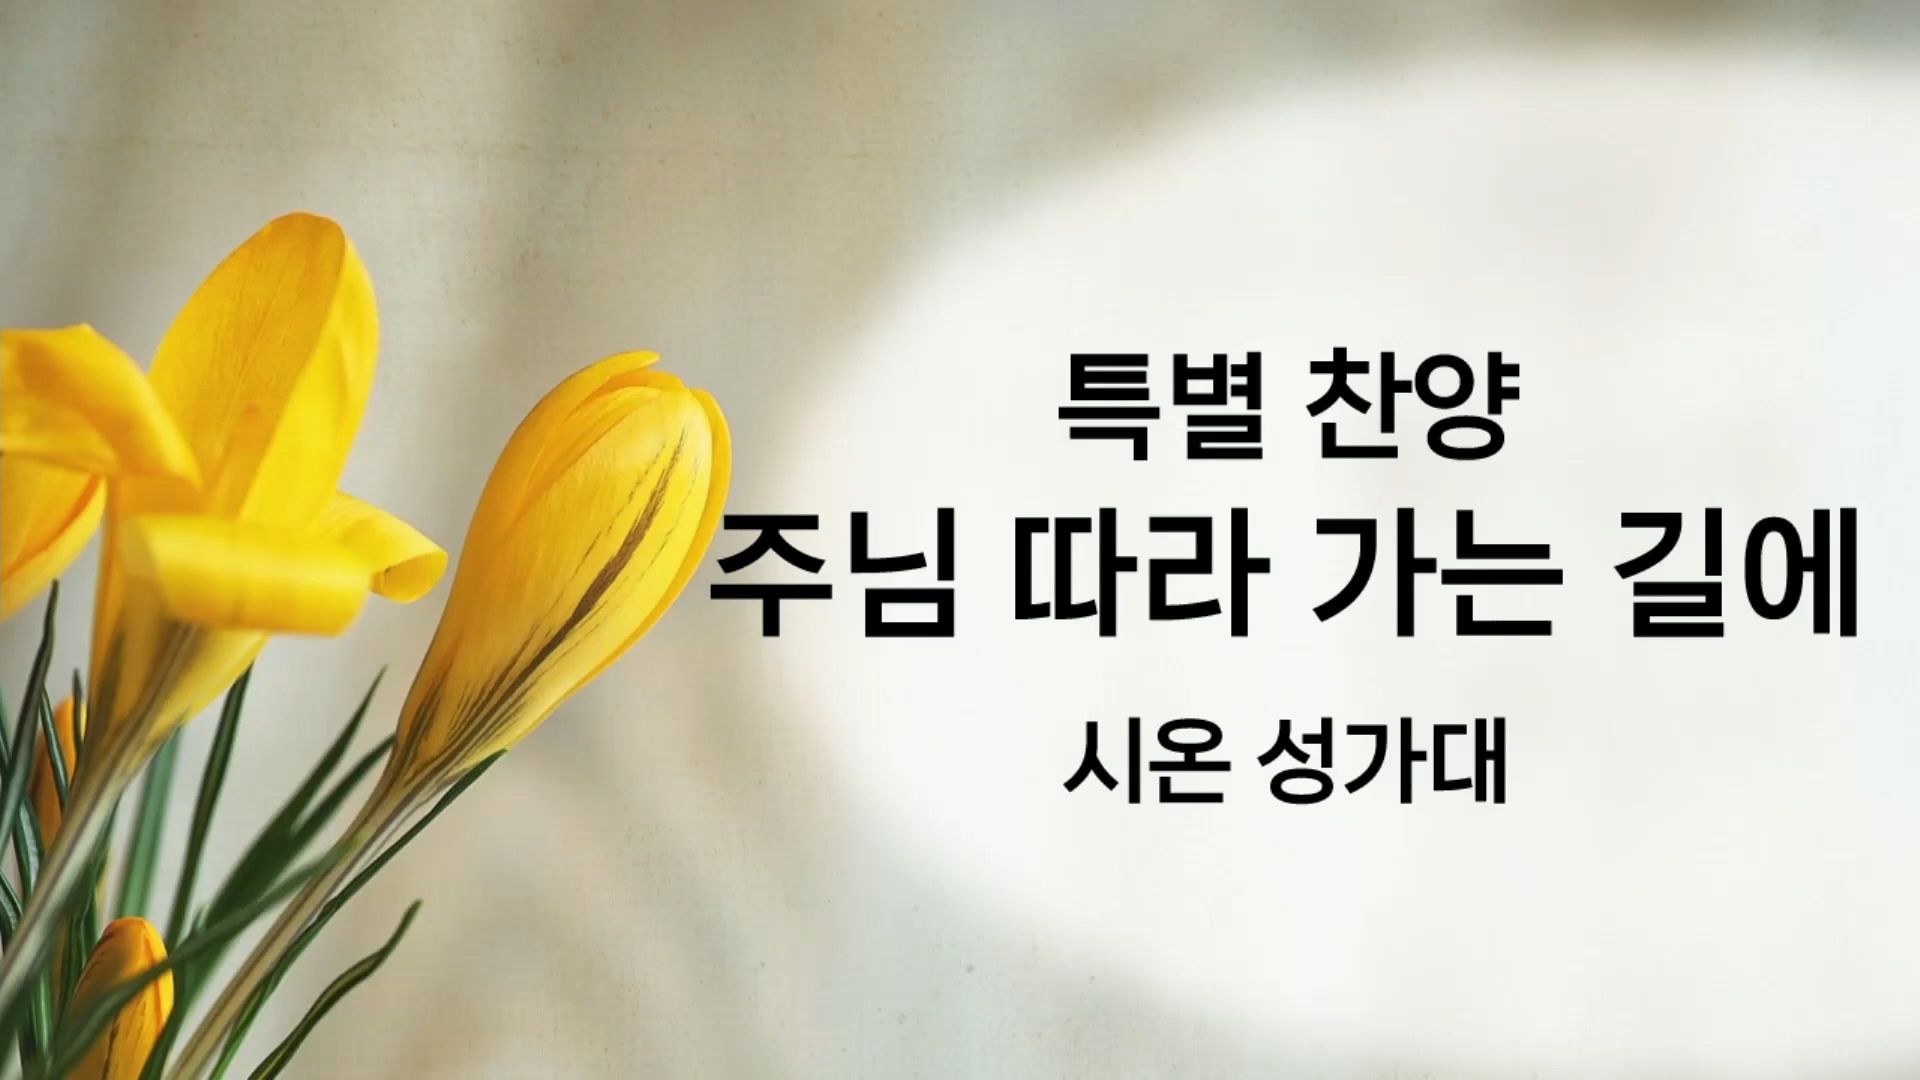 특별 찬양
주님 따라 가는 길에
시온 성가대